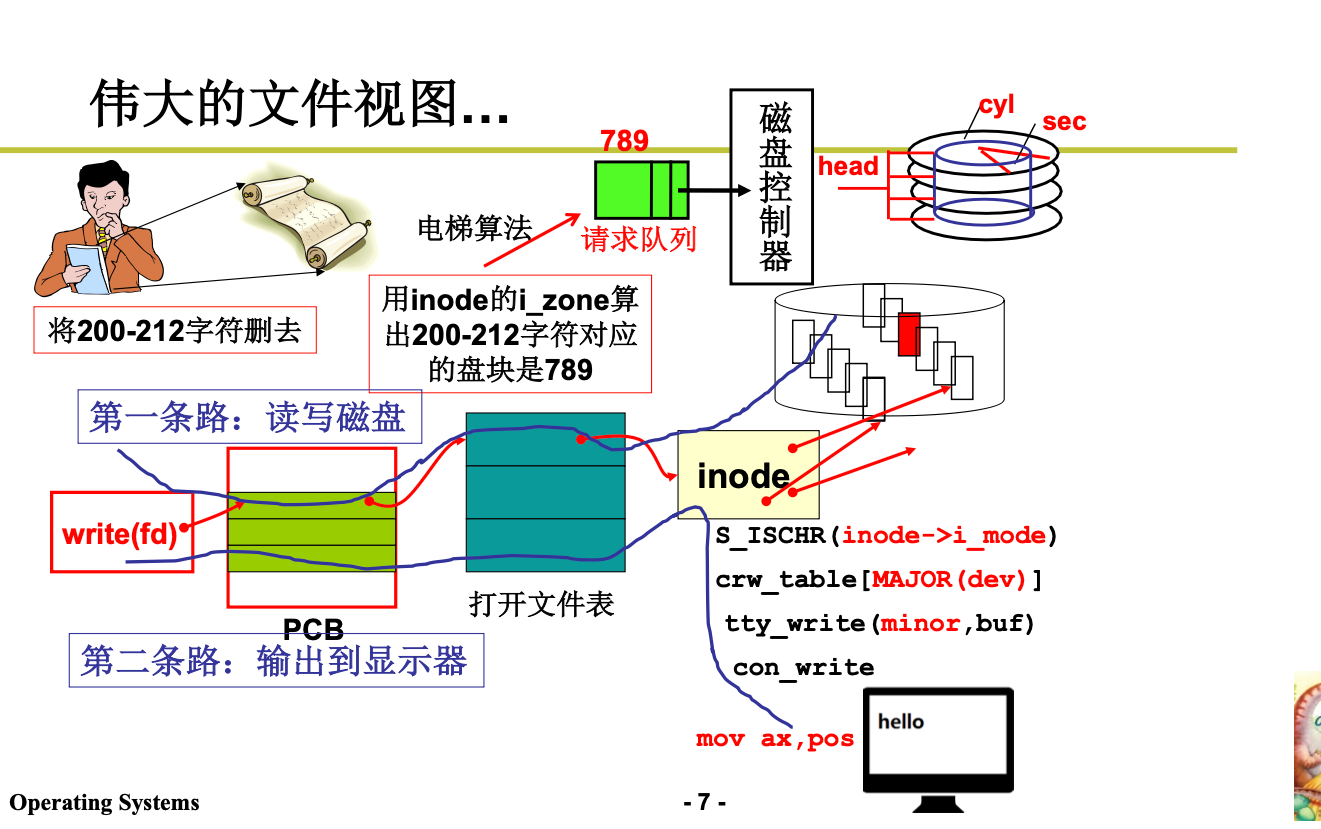 伟大的文件视图...
789
磁盘控制器
cyl
sec
head
电梯算法
请求队列
将200-212字符删去
用inode的i_zone算
出200-212字符对应
的盘块是789
第一条路：读写磁盘
inode
write(fd)
S_ISCHR(inode->i_mode)
crw_table[MAJOR(dev)]
打开文件表
tty_write(minor,buf)
PCB
第二条路：输出到显示器
con_write
mov ax,pos
hello
Operating Systems
- 7 -